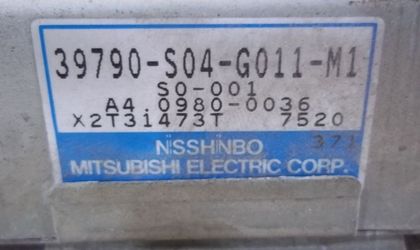 39790-S04-G011-M1
S0-001
A4 0980-0036
X2T31473T 7520
371
NISSHINBO
MITSUBISHI ELECTRIC CORP.